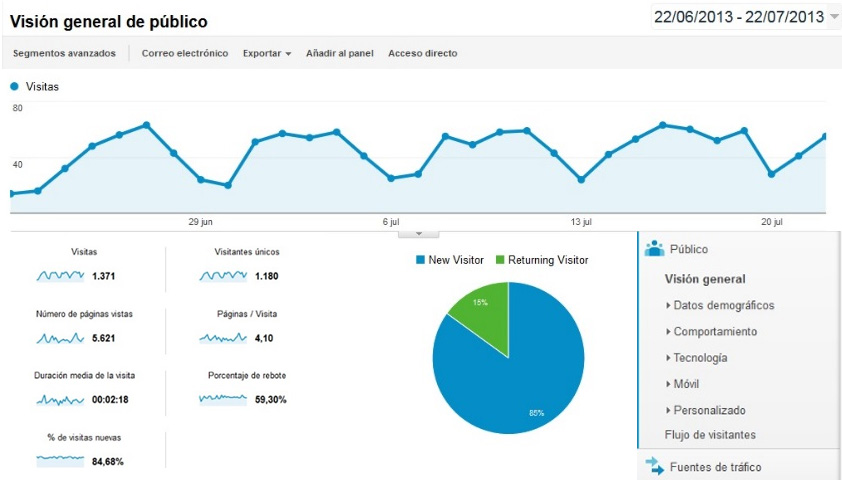 Visión general de público
22/06/2013 - 22/07/2013
Segmentos avanzados
Correo electrónico
Exportar
Añadir al panel
Acceso directo
Visitas
80
40
29 jun
6 jul
13 jul
20 jul
Visitas
1.371
Visitantes únicos
1.180
Número de páginas vistas
5.621
Páginas / Visita
4,10
Duración media de la visita
00:02:18
Porcentaje de rebote
59,30%
% de visitas nuevas
84,68%
New Visitor
Returning Visitor
15%
85%
Público
Visión general
Datos demográficos
Comportamiento
Tecnología
Móvil
Personalizado
Flujo de visitantes
Fuentes de tráfico